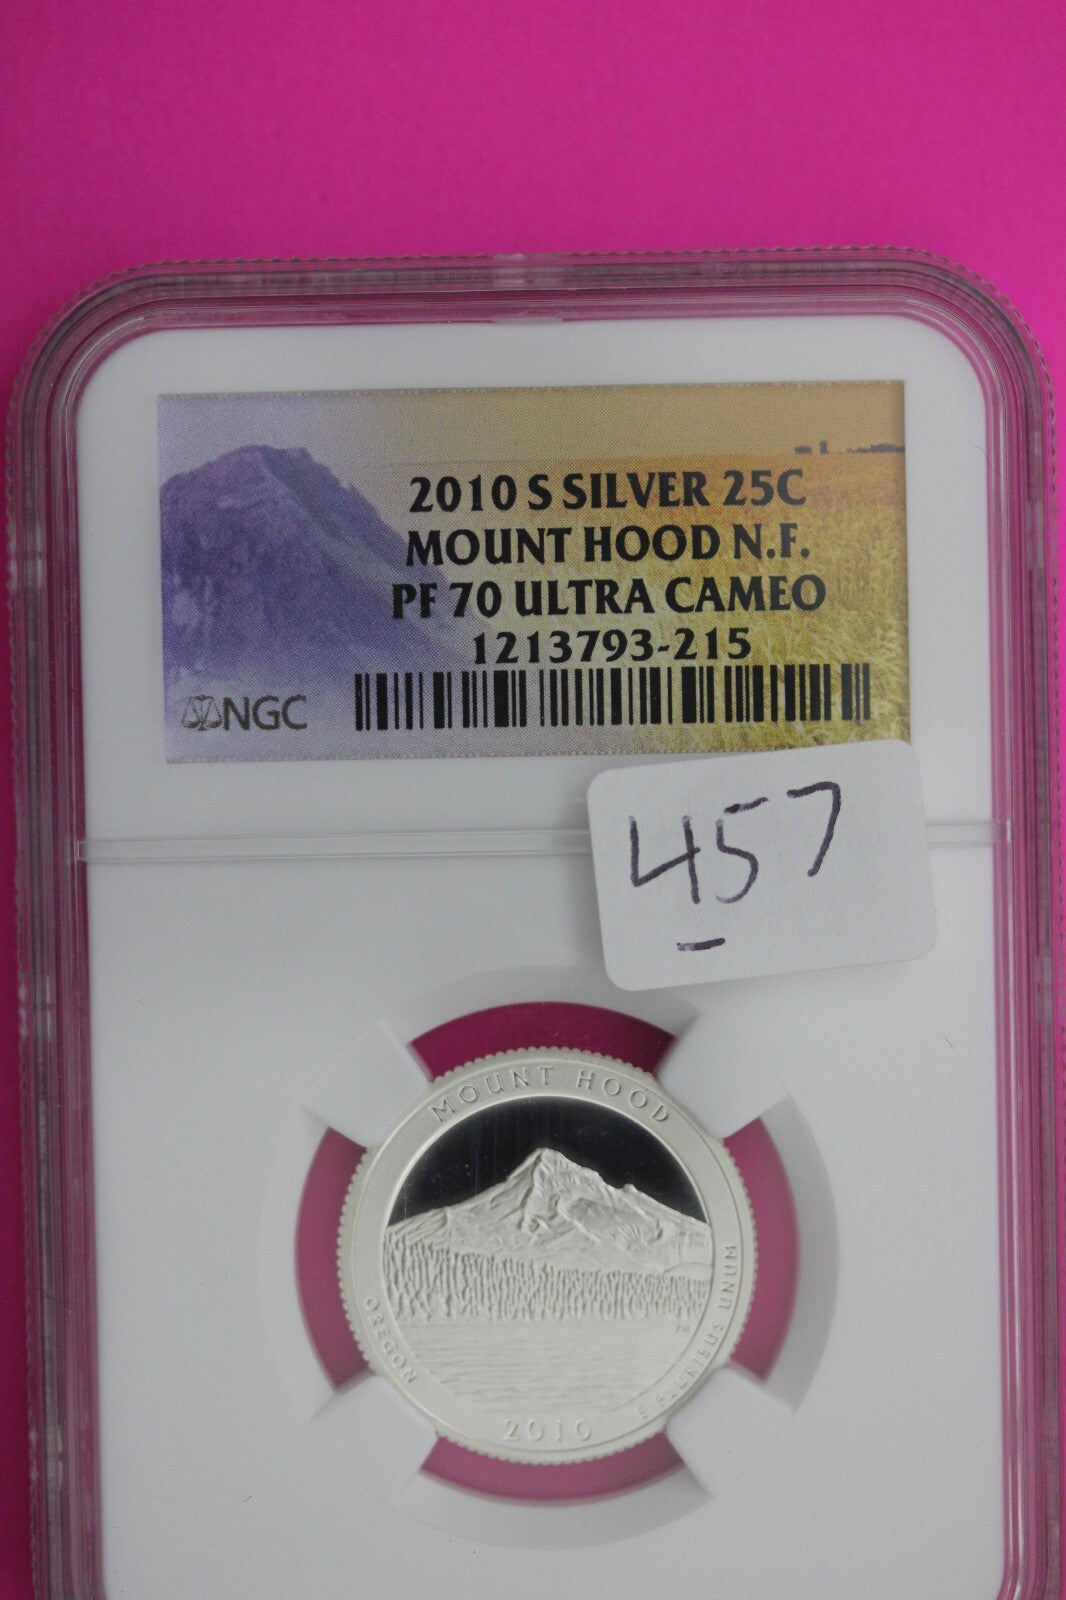 2010 S SILVER 25C
MOUNT HOOD N.F.
PF 70 ULTRA CAMEO
1213793-215
NGC
457
MOUNT HOOD
OREGON
E PLURIBUS UNUM
2010